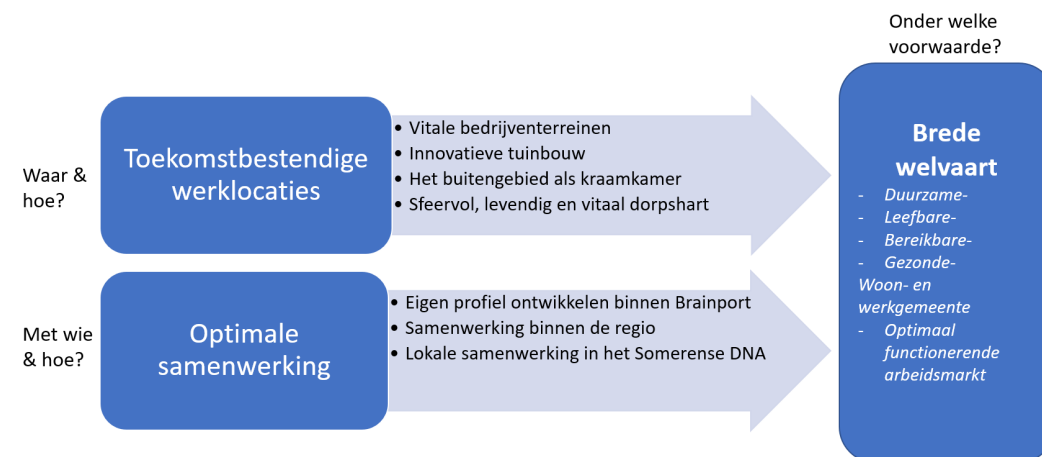 Onder welke
voorwaarde?
Waar &
hoe?
Toekomstbestendige
werklocaties
• Vitale bedrijventerreinen
• Innovatieve tuinbouw
• Het buitengebied als kraamkamer
• Sfeervol, levendig en vitaal dorpshart
Met wie
& hoe?
Optimale
samenwerking
• Eigen profiel ontwikkelen binnen Brainport
• Samenwerking binnen de regio
• Lokale samenwerking in het Somerense DNA
Brede
welvaart
- Duurzame-
- Leefbare-
- Bereikbare-
- Gezonde-
Woon- en
werkgemeente
- Optimaal
functionerende
arbeidsmarkt